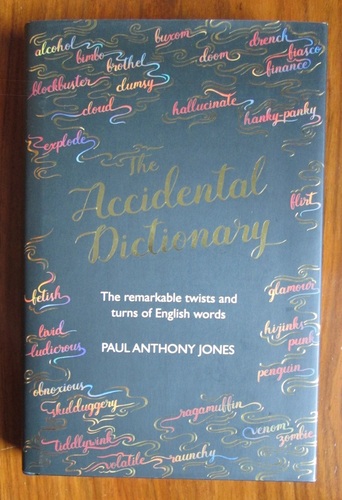 alcohol
bimbo
brothel
buxom
doom
drench
fiasco
finance
blockbuster
clumsy
cloud
hallucinate
hanky-panky
explode
The
Accidental
Dictionary
flirt
fetish
The remarkable twists and
turns of English words
glamour
livid
ludicrous
PAUL ANTHONY JONES
hijinks
punk
penguin
obnoxious
skulduggery
ragamuffin
tiddlywink
venom
zombie
volatile
raunchy